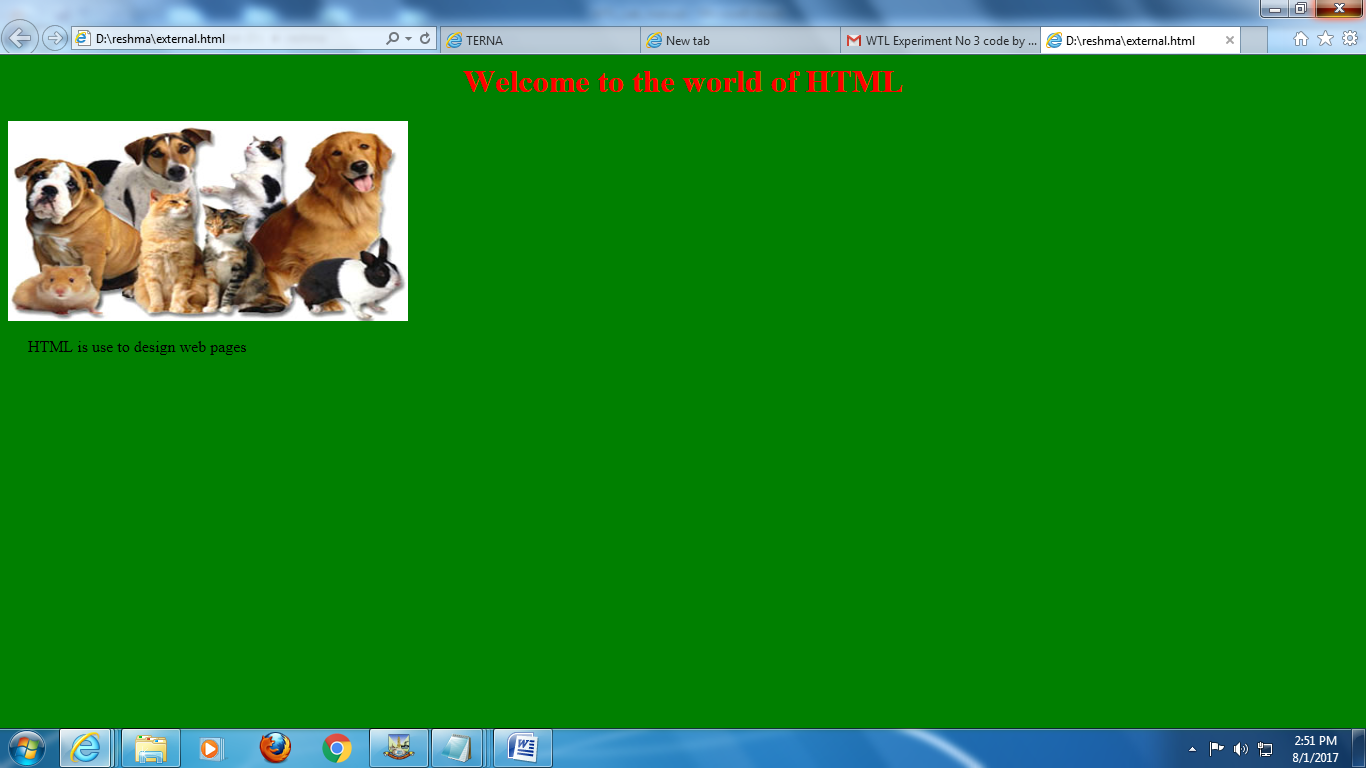 D:\reshma\external.html
TERNA
New tab
WTL Experiment No 3 code by ...
D:\reshma\external.html
Welcome to the world of HTML
HTML is use to design web pages
2:51 PM
8/1/2017